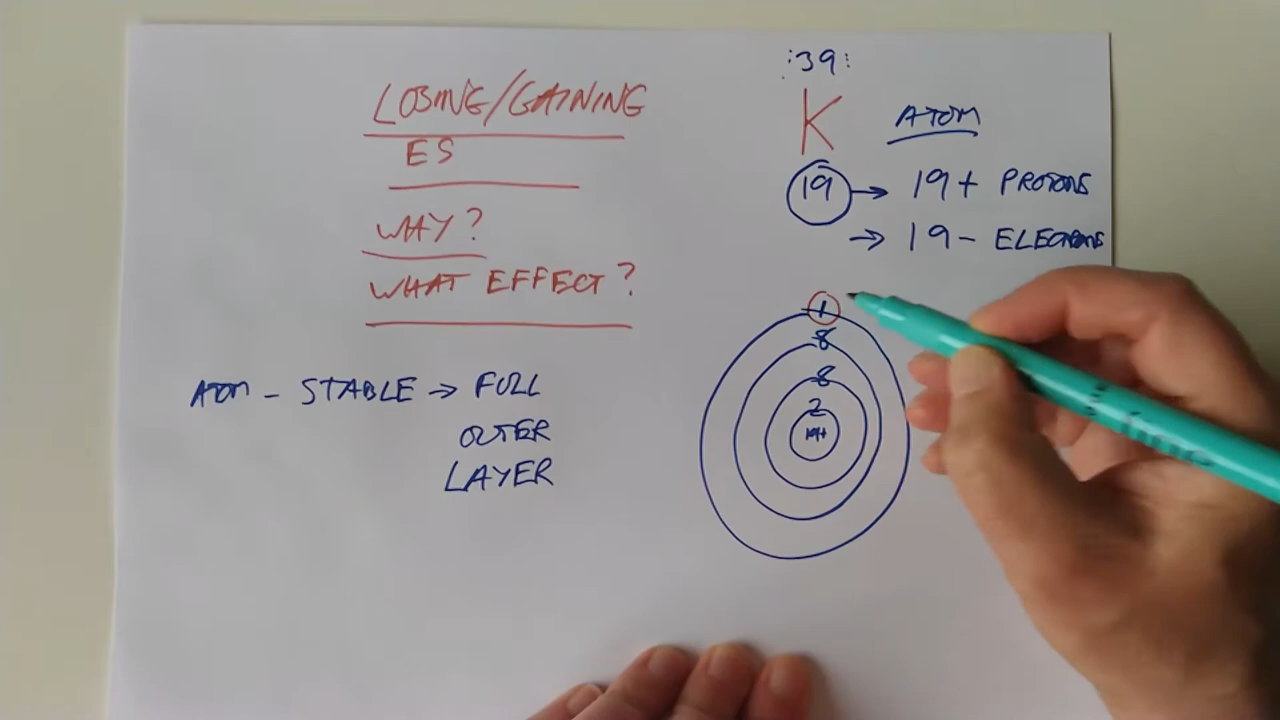 LOSING/GAINING
ES
WHY?
WHAT EFFECT?
ATOM - STABLE → FULL
OUTER
LAYER
:39:
K
ATOM
19 → 19+ PROTONS
→ 19- ELECTRONS
1
8
8
2
19+